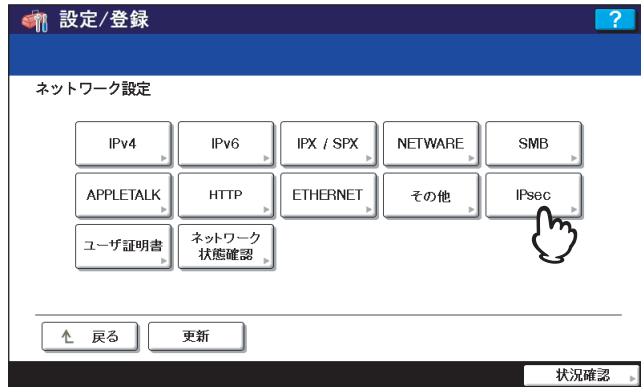 設定/登録
?
ネットワーク設定
IPv4
IPv6
IPX / SPX
NETWARE
SMB
APPLETALK
HTTP
ETHERNET
その他
IPsec
ユーザ証明書
ネットワーク
状態確認
戻る
更新
状況確認